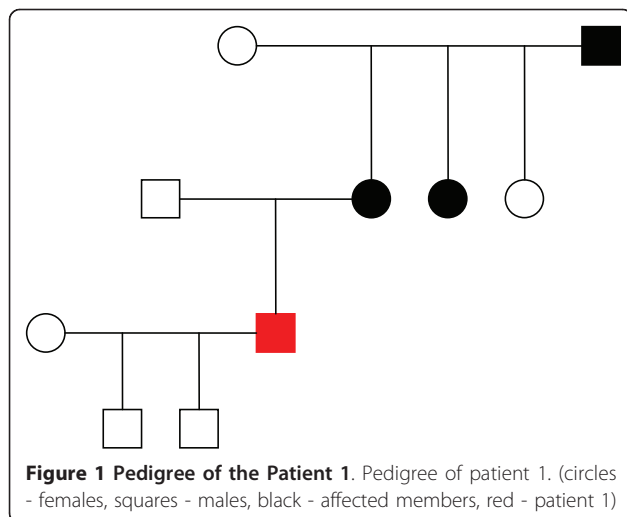 Figure 1 Pedigree of the Patient 1. Pedigree of patient 1. (circles
- females, squares - males, black - affected members, red - patient 1)